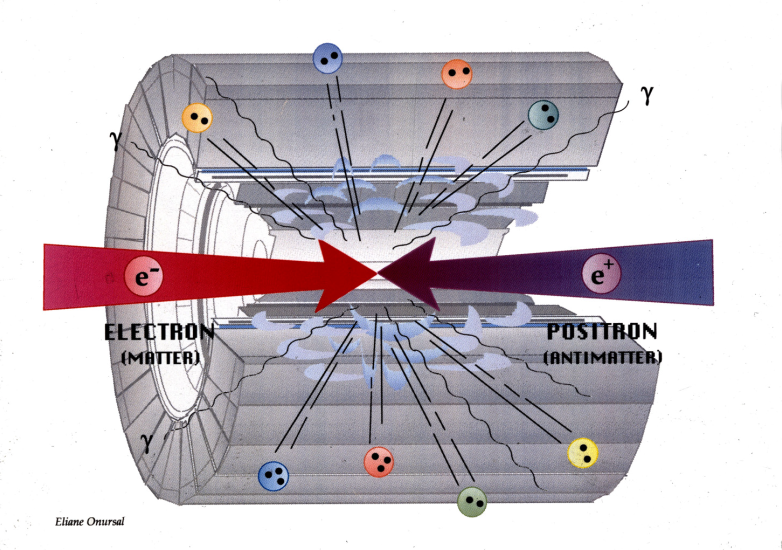 γ
γ
e⁻
e⁺
ELECTRON
(MATTER)
POSITRON
(ANTIMATTER)
γ
Eliane Onursal